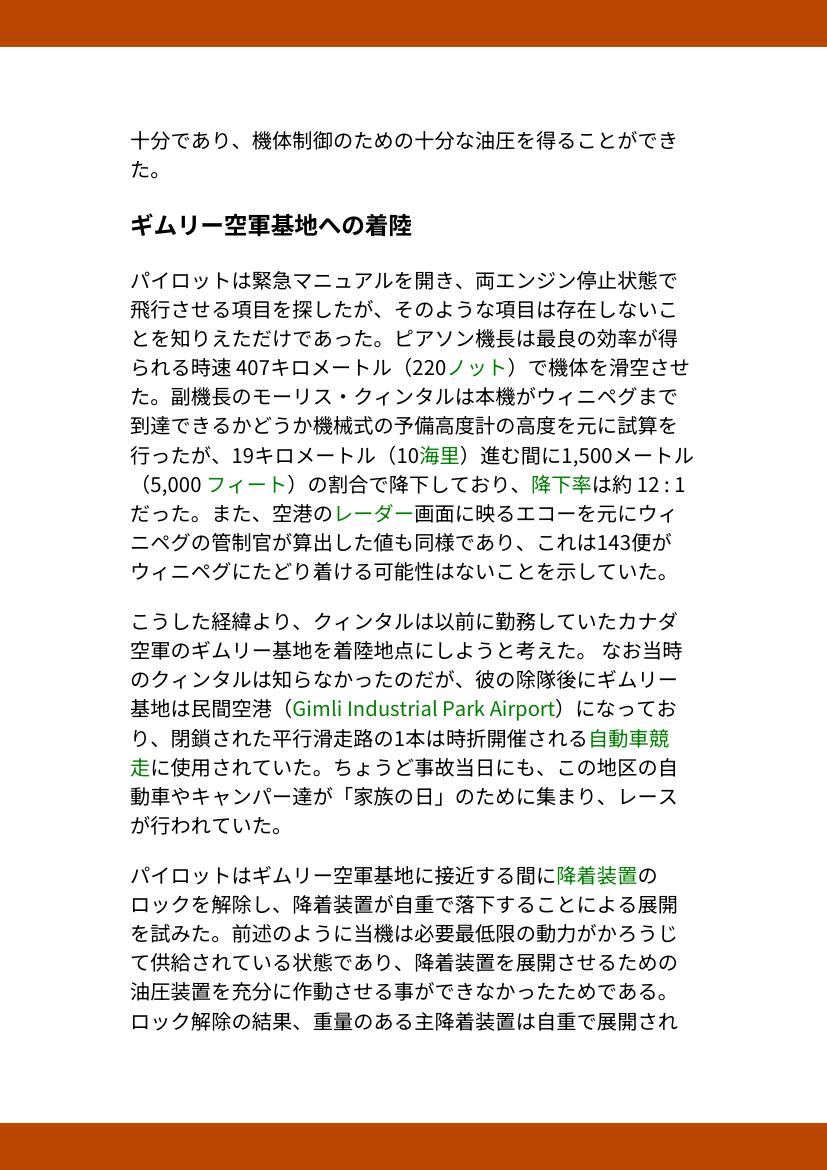 十分であり、機体制御のための十分な油圧を得ることができ
た。
ギムリー空軍基地への着陸
パイロットは緊急マニュアルを開き、両エンジン停止状態で
飛行させる項目を探したが、そのような項目は存在しないこ
とを知りえただけであった。ピアソン機長は最良の効率が得
られる時速 407キロメートル（220ノット）で機体を滑空させ
た。副機長のモーリス・クィンタルは本機がウィニペグまで
到達できるかどうか機械式の予備高度計の高度を元に試算を
行ったが、19キロメートル（10海里）進む間に1,500メートル
（5,000 フィート）の割合で降下しており、降下率は約 12 : 1
だった。また、空港のレーダー画面に映るエコーを元にウィ
ニペグの管制官が算出した値も同様であり、これは143便が
ウィニペグにたどり着ける可能性はないことを示していた。
こうした経緯より、クィンタルは以前に勤務していたカナダ
空軍のギムリー基地を着陸地点にしようと考えた。 なお当時
のクィンタルは知らなかったのだが、彼の除隊後にギムリー
基地は民間空港（Gimli Industrial Park Airport）になってお
り、閉鎖された平行滑走路の1本は時折開催される自動車競
走に使用されていた。ちょうど事故当日にも、この地区の自
動車やキャンパー達が「家族の日」のために集まり、レース
が行われていた。
パイロットはギムリー空軍基地に接近する間に降着装置の
ロックを解除し、降着装置が自重で落下することによる展開
を試みた。前述のように当機は必要最低限の動力がかろうじ
て供給されている状態であり、降着装置を展開させるための
油圧装置を充分に作動させる事ができなかったためである。
ロック解除の結果、重量のある主降着装置は自重で展開され